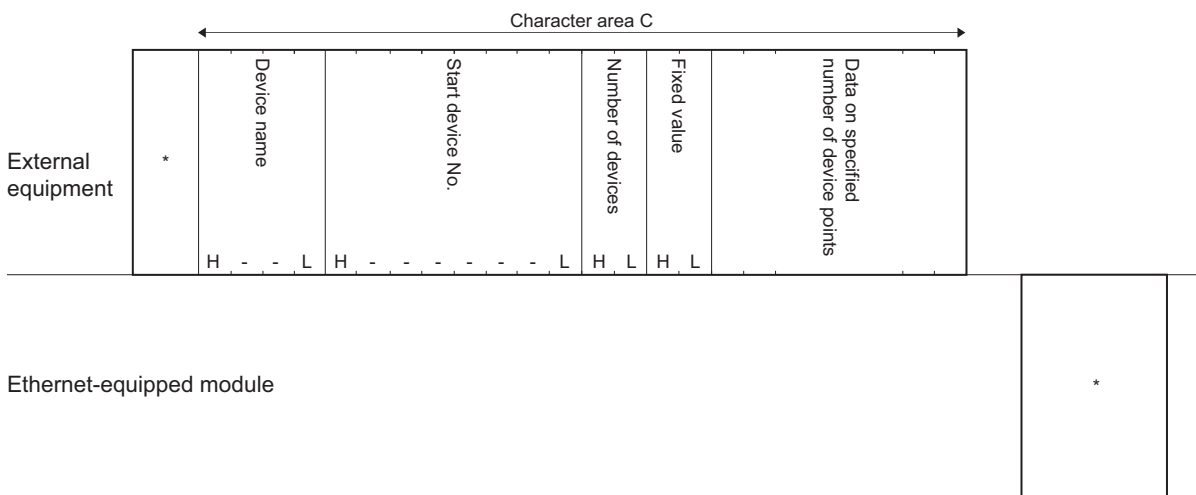 Character area C
External
equipment
*
Device name
Start device No.
Number of devices
Fixed value
Data on specified
number of device points
H - - L H - - - - - - L H L H L
Ethernet-equipped module
*